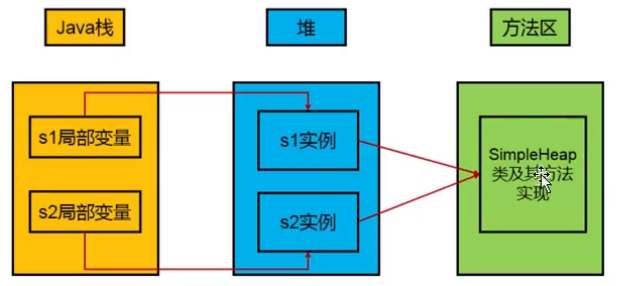 Java栈
堆
方法区
s1局部变量
s2局部变量
s1实例
s2实例
SimpleHeap
类及其方法
实现